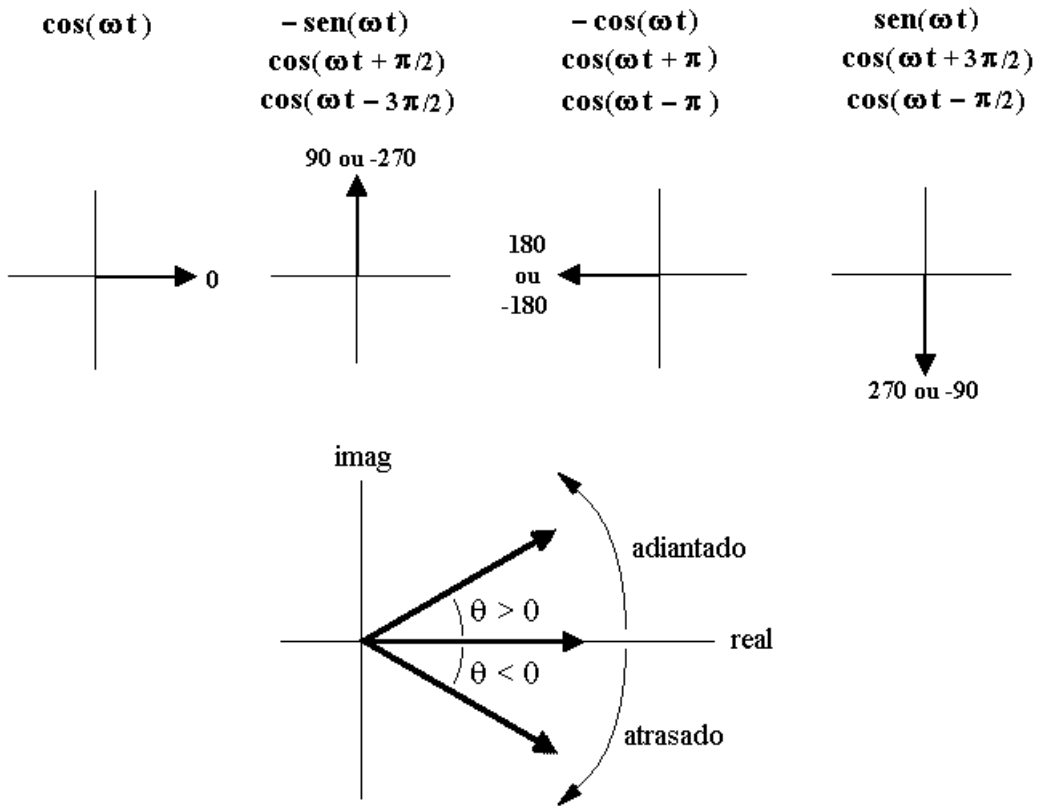 cos(ωt)
− sen(ωt)
cos(ωt + π/2)
cos(ωt − 3π/2)
− cos(ωt)
cos(ωt + π )
cos(ωt − π )
sen(ωt)
cos(ωt + 3π/2)
cos(ωt − π/2)
0
90 ou -270
180
ou
-180
270 ou -90
imag
adiantado
θ > 0
real
θ < 0
atrasado